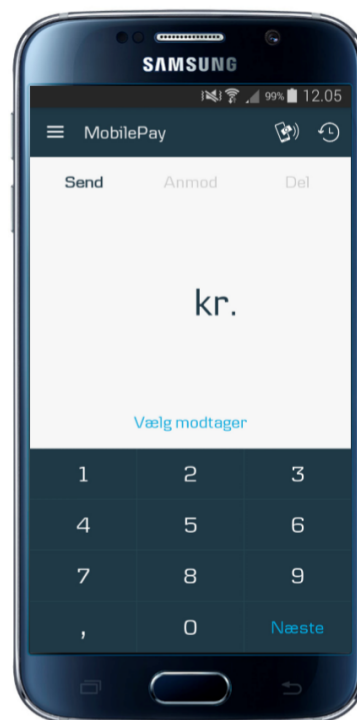 SAMSUNG
99% 12.05
MobilePay
Send Anmod Del
kr.
Vælg modtager
1 2 3
4 5 6
7 8 9
, 0 Næste